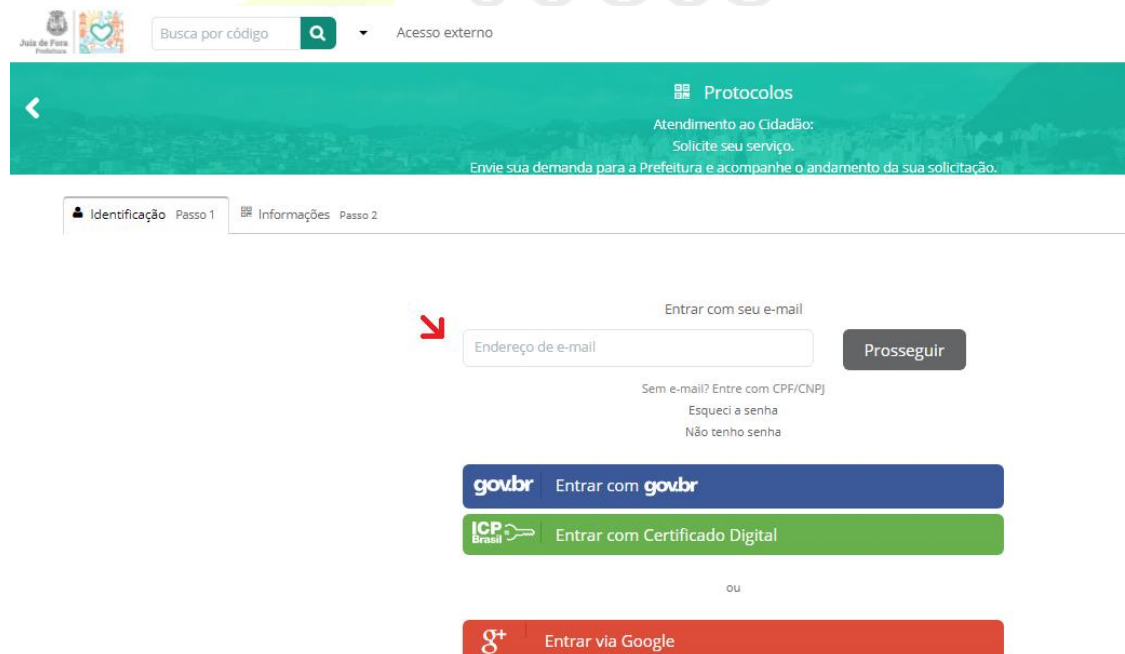 Juiz de Fora
Prefeitura
Busca por código
Acesso externo
Protocolos
Atendimento ao Cidadão:
Solicite seu serviço.
Envie sua demanda para a Prefeitura e acompanhe o andamento da sua solicitação.
Identificação Passo 1
Informações Passo 2
Entrar com seu e-mail
Endereço de e-mail
Prosseguir
Sem e-mail? Entre com CPF/CNPJ
Esqueci a senha
Não tenho senha
gov.br Entrar com gov.br
ICP Brasil Entrar com Certificado Digital
ou
g+ Entrar via Google